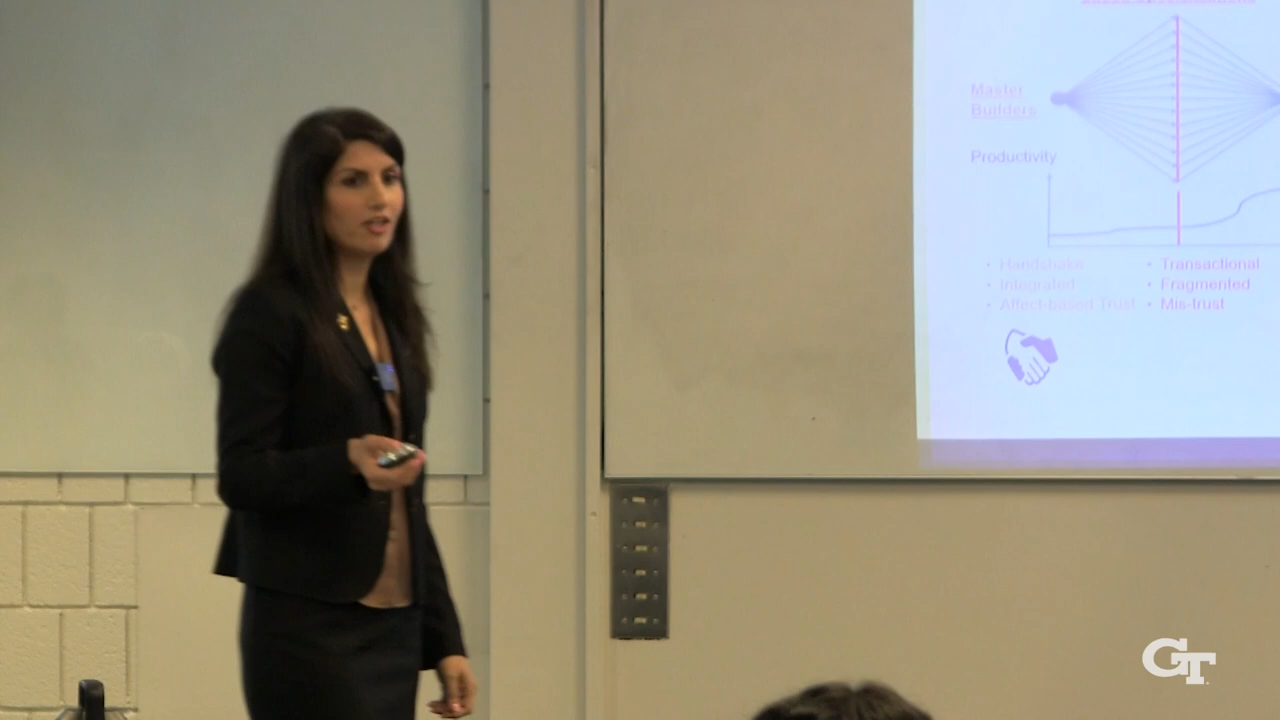 Master
Builders
Productivity
• Handshake
• Integrated
• Affect-based Trust
• Transactional
• Fragmented
• Mis-trust
GT